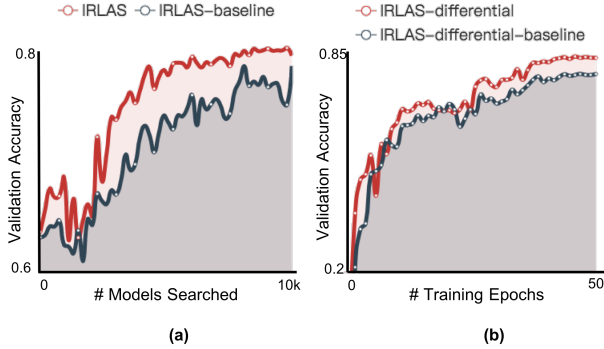 IRLAS IRLAS-baseline
0.8
Validation Accuracy
0.6
0 10k
# Models Searched
(a)
IRLAS-differential
IRLAS-differential-baseline
0.85
Validation Accuracy
0.2
0 50
# Training Epochs
(b)